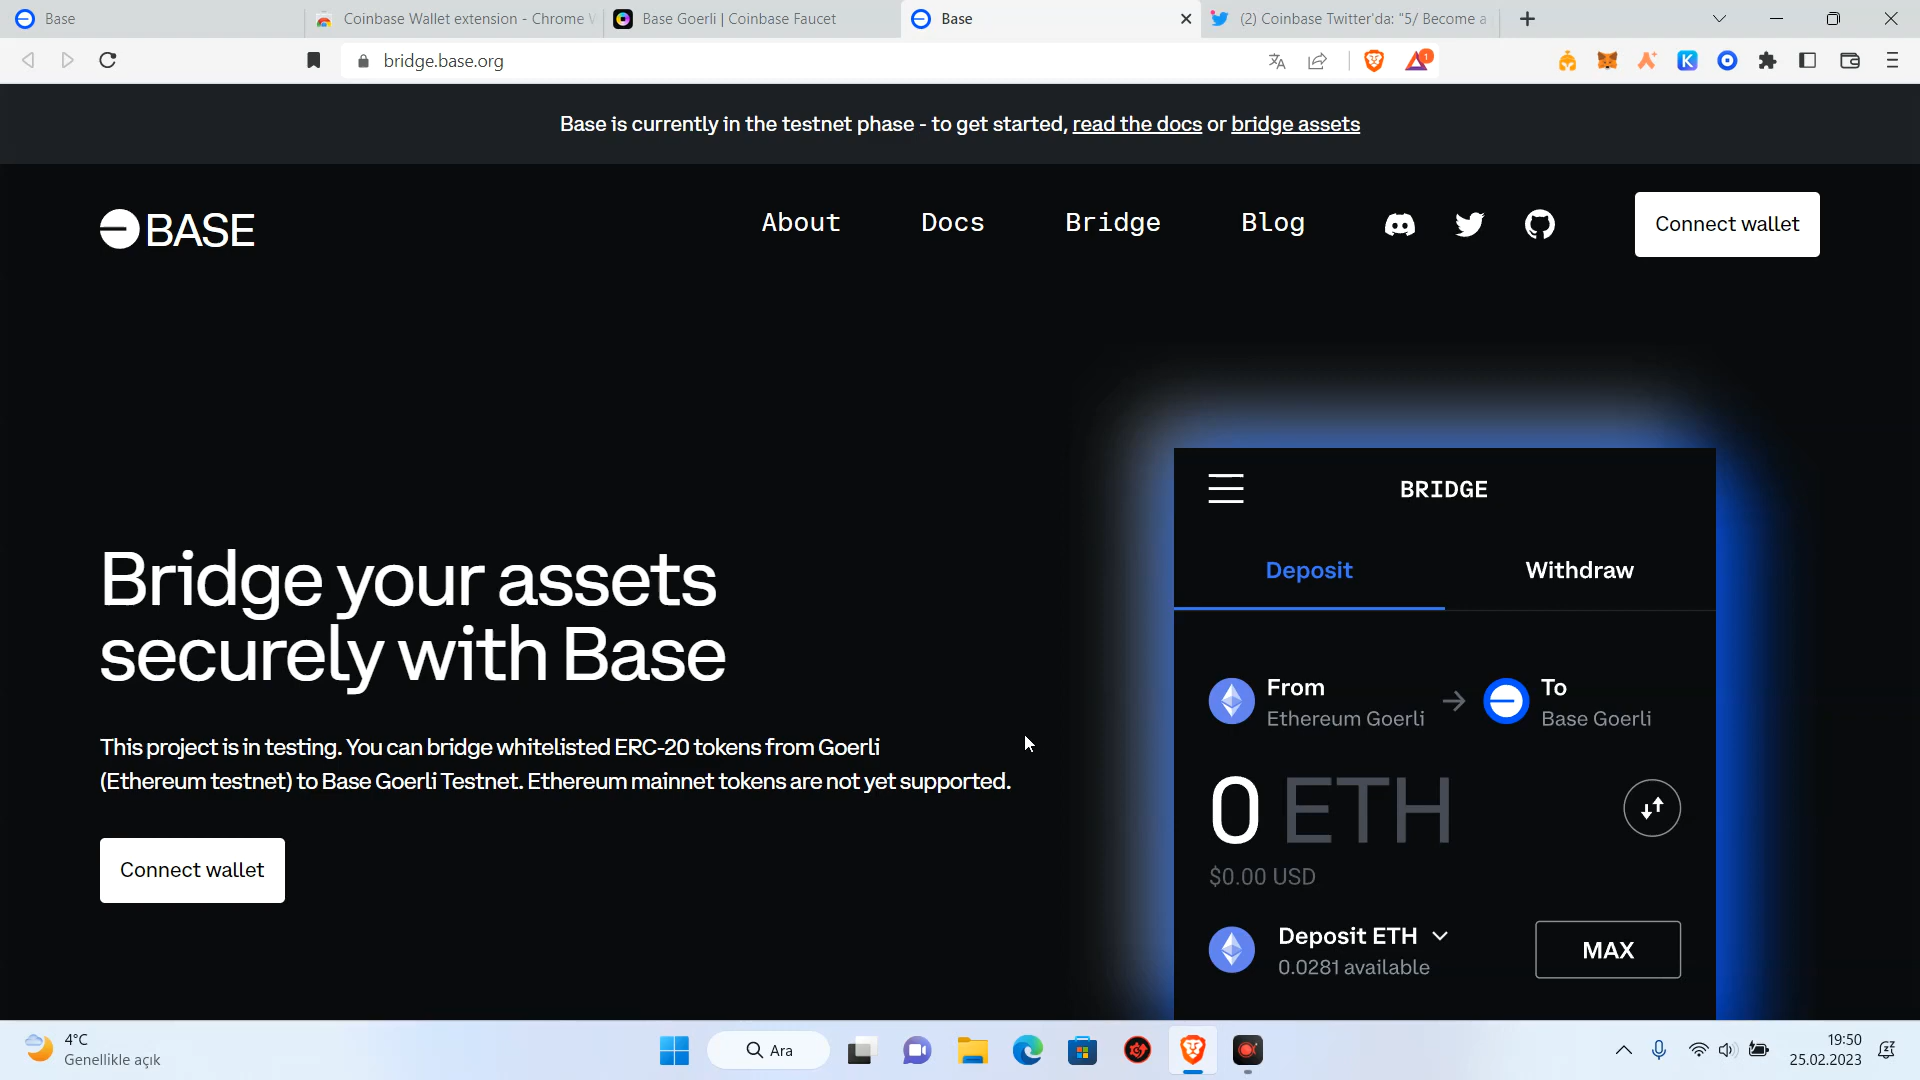 Base
Coinbase Wallet extension - Chrome
Base Goerli | Coinbase Faucet
Base
(2) Coinbase Twitter'da: "5/ Become a
bridge.base.org
1
K
Base is currently in the testnet phase - to get started, read the docs or bridge assets
BASE
About
Docs
Bridge
Blog
Connect wallet
BRIDGE
Deposit
Withdraw
Bridge your assets
securely with Base
From
Ethereum Goerli
To
Base Goerli
This project is in testing. You can bridge whitelisted ERC-20 tokens from Goerli
(Ethereum testnet) to Base Goerli Testnet. Ethereum mainnet tokens are not yet supported.
0 ETH
$0.00 USD
Connect wallet
Deposit ETH
0.0281 available
MAX
4°C
Genellikle açık
Ara
19:50
25.02.2023